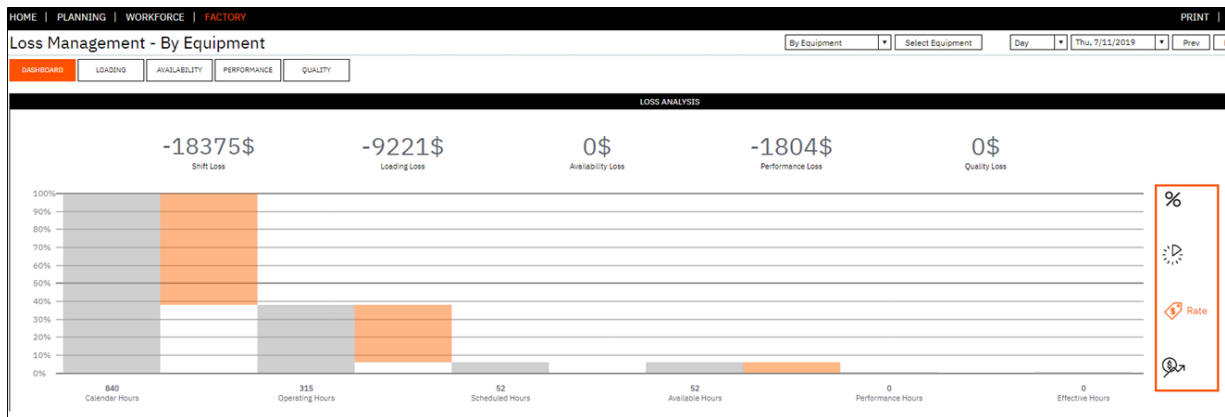 HOME | PLANNING | WORKFORCE | FACTORY PRINT |
Loss Management - By Equipment By Equipment Select Equipment Day Thu, 7/11/2019 Prev
DASHBOARD LOADING AVAILABILITY PERFORMANCE QUALITY
LOSS ANALYSIS
-18375$ -9221$ 0$ -1804$ 0$
Shift Loss Loading Loss Availability Loss Performance Loss Quality Loss
100%
90%
80%
70%
60%
50%
40%
30%
20%
10%
0%
%
$ Rate
$
840 315 52 52 0 0
Calendar Hours Operating Hours Scheduled Hours Available Hours Performance Hours Effective Hours